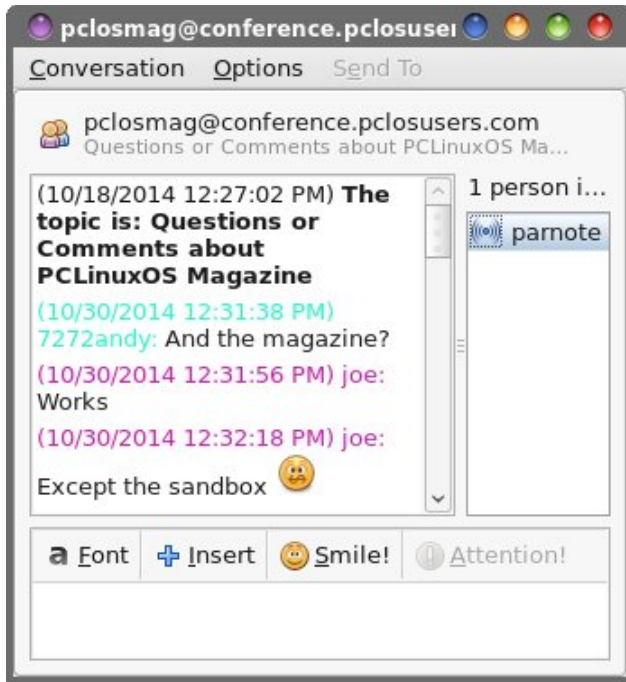 pclosmag@conference.pclosuser
Conversation Options Send To
pclosmag@conference.pclosusers.com
Questions or Comments about PCLinuxOS Ma...
(10/18/2014 12:27:02 PM) The
topic is: Questions or
Comments about
PCLinuxOS Magazine
(10/30/2014 12:31:38 PM)
7272andy: And the magazine?
(10/30/2014 12:31:56 PM) joe:
Works
(10/30/2014 12:32:18 PM) joe:
Except the sandbox
1 person i...
parnote
a Font Insert Smile! Attention!